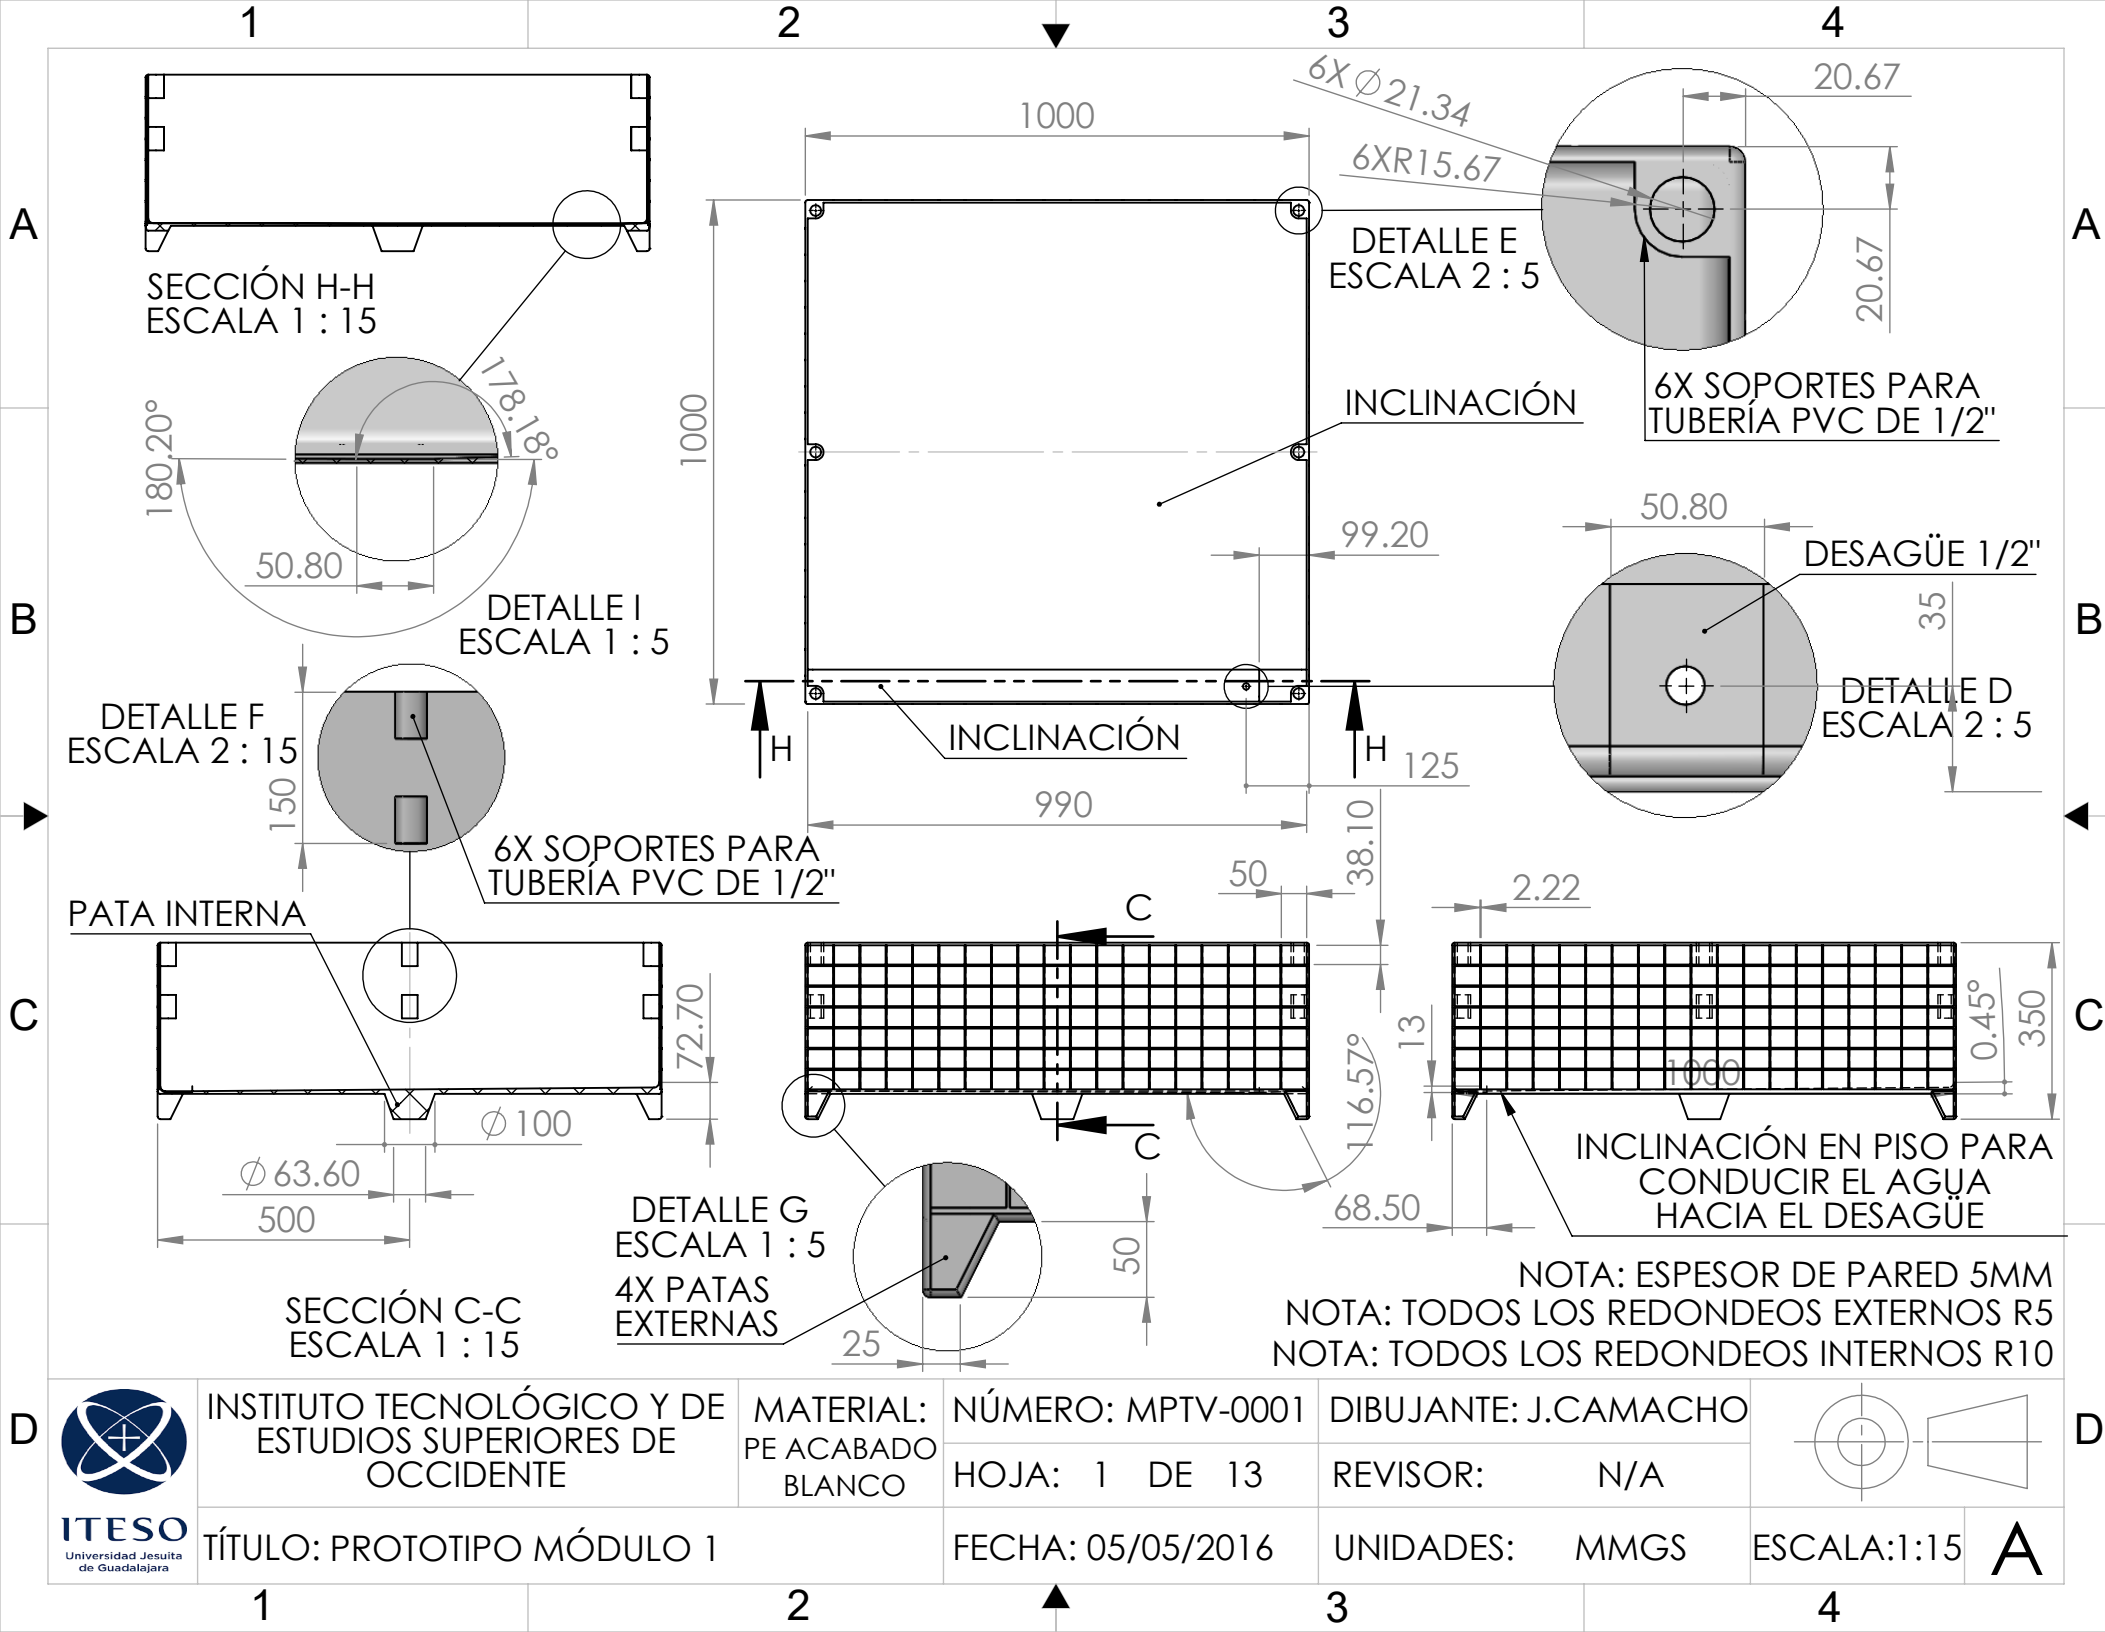 1
2
3
4
A
A
B
B
C
C
D
D
1
2
3
4
SECCIÓN H-H
ESCALA 1 : 15
1000
1000
6X Ø 21.34
6XR15.67
20.67
20.67
DETALLE E
ESCALA 2 : 5
6X SOPORTES PARA
TUBERÍA PVC DE 1/2"
INCLINACIÓN
178.18°
180.20°
50.80
DETALLE I
ESCALA 1 : 5
99.20
50.80
DESAGÜE 1/2"
35
DETALLE D
ESCALA 2 : 5
DETALLE F
ESCALA 2 : 15
150
6X SOPORTES PARA
TUBERÍA PVC DE 1/2"
INCLINACIÓN
H
H
125
990
PATA INTERNA
72.70
Ø 100
Ø 63.60
500
SECCIÓN C-C
ESCALA 1 : 15
50
38.10
C
C
116.57°
DETALLE G
ESCALA 1 : 5
4X PATAS
EXTERNAS
50
25
2.22
13
1000
0.45°
350
68.50
INCLINACIÓN EN PISO PARA
CONDUCIR EL AGUA
HACIA EL DESAGÜE
NOTA: ESPESOR DE PARED 5MM
NOTA: TODOS LOS REDONDEOS EXTERNOS R5
NOTA: TODOS LOS REDONDEOS INTERNOS R10
ITESO
Universidad Jesuita
de Guadalajara
INSTITUTO TECNOLÓGICO Y DE
ESTUDIOS SUPERIORES DE
OCCIDENTE
MATERIAL:
PE ACABADO
BLANCO
NÚMERO: MPTV-0001
DIBUJANTE: J.CAMACHO
HOJA: 1 DE 13
REVISOR: N/A
TÍTULO: PROTOTIPO MÓDULO 1
FECHA: 05/05/2016
UNIDADES: MMGS
ESCALA:1:15
A